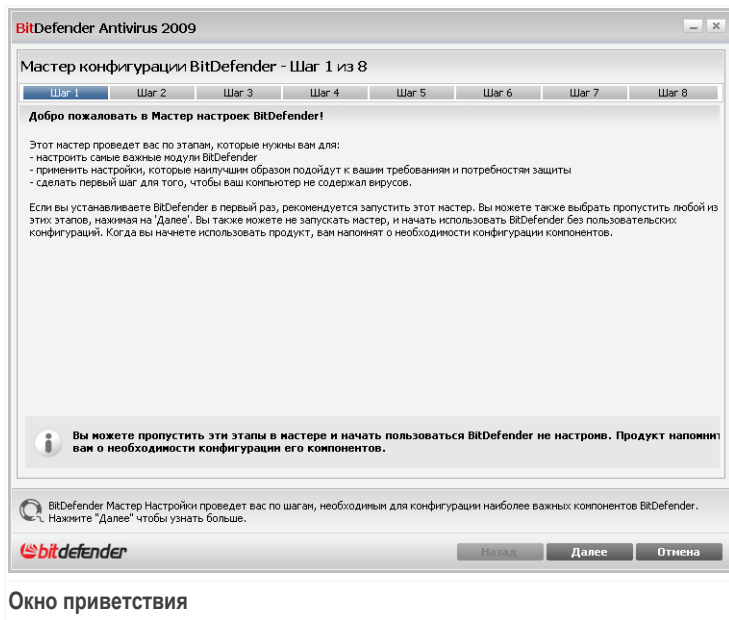 BitDefender Antivirus 2009
Мастер конфигурации BitDefender - Шаг 1 из 8
Шаг 1 Шаг 2 Шаг 3 Шаг 4 Шаг 5 Шаг 6 Шаг 7 Шаг 8
Добро пожаловать в Мастер настроек BitDefender!
Этот мастер проведет вас по этапам, которые нужны вам для:
- настроить самые важные модули BitDefender
- применить настройки, которые наилучшим образом подойдут к вашим требованиям и потребностям защиты
- сделать первый шаг для того, чтобы ваш компьютер не содержал вирусов.
Если вы устанавливаете BitDefender в первый раз, рекомендуется запустить этот мастер. Вы можете также выбрать пропустить любой из
этих этапов, нажимая на 'Далее'. Вы также можете не запускать мастер, и начать использовать BitDefender без пользовательских
конфигураций. Когда вы начнете использовать продукт, вам напомнят о необходимости конфигурации компонентов.
Вы можете пропустить эти этапы в мастере и начать пользоваться BitDefender не настроив. Продукт напомнит
вам о необходимости конфигурации его компонентов.
BitDefender Мастер Настройки проведет вас по шагам, необходимым для конфигурации наиболее важных компонентов BitDefender.
Нажмите "Далее" чтобы узнать больше.
bitdefender
Назад Далее Отмена
Окно приветствия